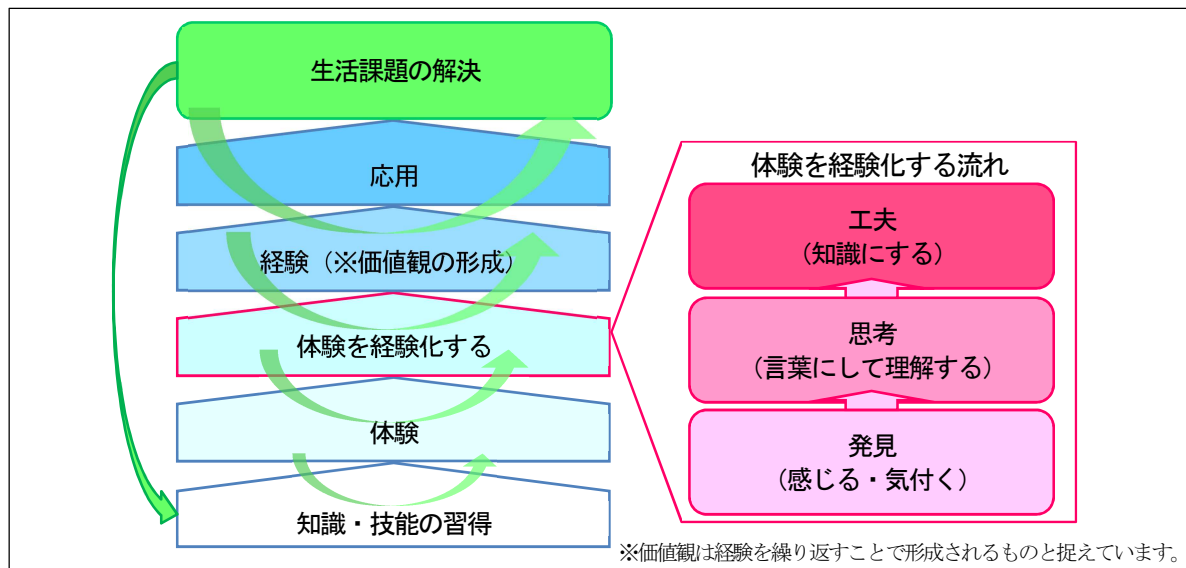 生活課題の解決
応用
経験（※価値観の形成）
体験を経験化する
体験
知識・技能の習得
体験を経験化する流れ
工夫
（知識にする）
思考
（言葉にして理解する）
発見
（感じる・気付く）
※価値観は経験を繰り返すことで形成されるものと捉えています。